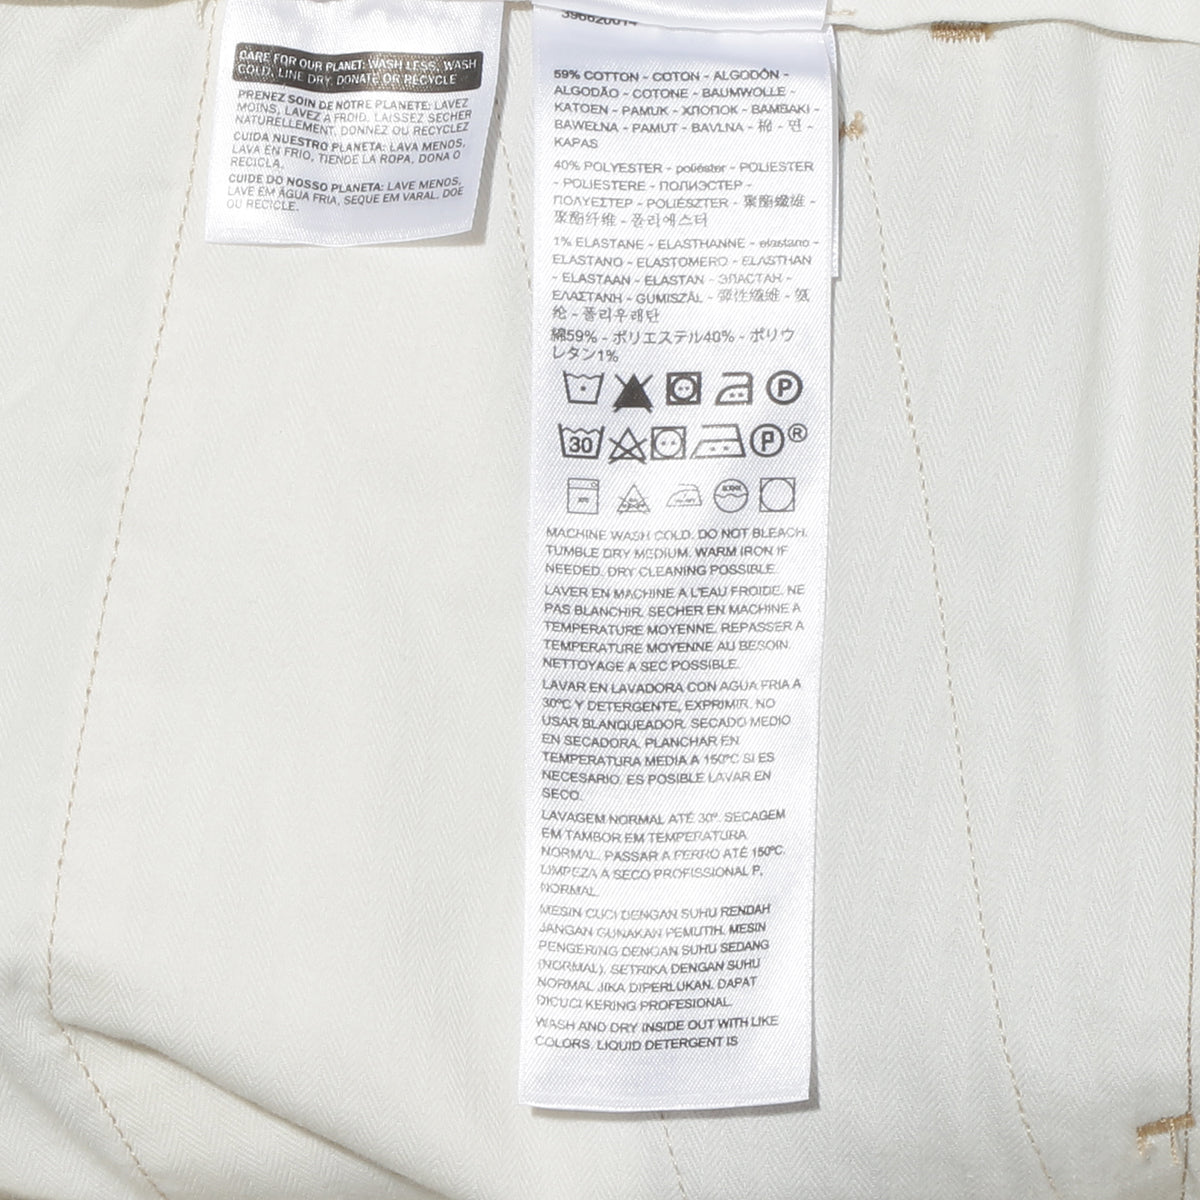 CARE FOR OUR PLANET: WASH LESS, WASH
COLD, LINE DRY, DONATE OR RECYCLE
PRENEZ SOIN DE NOTRE PLANETE: LAVEZ
MOINS, LAVEZ A FROID, LAISSEZ SECHER
NATURELLEMENT, DONNEZ OU RECYCLEZ
CUIDA NUESTRO PLANETA: LAVA MENOS,
LAVA EN FRIO, TIENDE LA ROPA, DONA O
RECICLA.
CUIDE DO NOSSO PLANETA: LAVE MENOS,
LAVE EM ÁGUA FRIA, SEQUE EM VARAL, DOE
OU RECICLE.
396620014
59% COTTON - COTON - ALGODÓN -
ALGODÃO - COTONE - BAUMWOLLE -
KATOEN - PAMUK - ХЛОПОК - ΒΑΜΒΑΚΙ -
BAWEŁNA - PAMUT - BAVLNA - 棉 - 면 -
KAPAS
40% POLYESTER - poliéster - POLIESTER
- POLIESTERE - ПОЛИЭСТЕР -
ΠΟΛΥΕΣΤΕΡ - POLIÉSZTER - 聚酯纖維 -
聚酯纤维 - 폴리에스터
1% ELASTANE - ELASTHANNE - elastano -
ELASTANO - ELASTOMERO - ELASTHAN
- ELASTAAN - ELASTAN - ЭЛАСТАН -
ΕΛΑΣΤΑΝΗ - GUMISZÁL - 彈性纖維 - 氨
纶 - 폴리우레탄
綿59% - ポリエステル40% - ポリウ
レタン1%
P
30 P ®
MACHINE WASH COLD. DO NOT BLEACH.
TUMBLE DRY MEDIUM. WARM IRON IF
NEEDED. DRY CLEANING POSSIBLE.
LAVER EN MACHINE A L'EAU FROIDE. NE
PAS BLANCHIR. SECHER EN MACHINE A
TEMPERATURE MOYENNE. REPASSER A
TEMPERATURE MOYENNE AU BESOIN.
NETTOYAGE A SEC POSSIBLE.
LAVAR EN LAVADORA CON AGUA FRIA A
30ºC Y DETERGENTE, EXPRIMIR. NO
USAR BLANQUEADOR. SECADO MEDIO
EN SECADORA. PLANCHAR EN
TEMPERATURA MEDIA A 150ºC SI ES
NECESARIO. ES POSIBLE LAVAR EN
SECO.
LAVAGEM NORMAL ATÉ 30º. SECAGEM
EM TAMBOR EM TEMPERATURA
NORMAL. PASSAR A FERRO ATÉ 150ºC.
LIMPEZA A SECO PROFISSIONAL P,
NORMAL.
MESIN CUCI DENGAN SUHU RENDAH
JANGAN GUNAKAN PEMUTIH. MESIN
PENGERING DENGAN SUHU SEDANG
(NORMAL). SETRIKA DENGAN SUHU
NORMAL JIKA DIPERLUKAN. DAPAT
DICUCI KERING PROFESIONAL.
WASH AND DRY INSIDE OUT WITH LIKE
COLORS. LIQUID DETERGENT IS